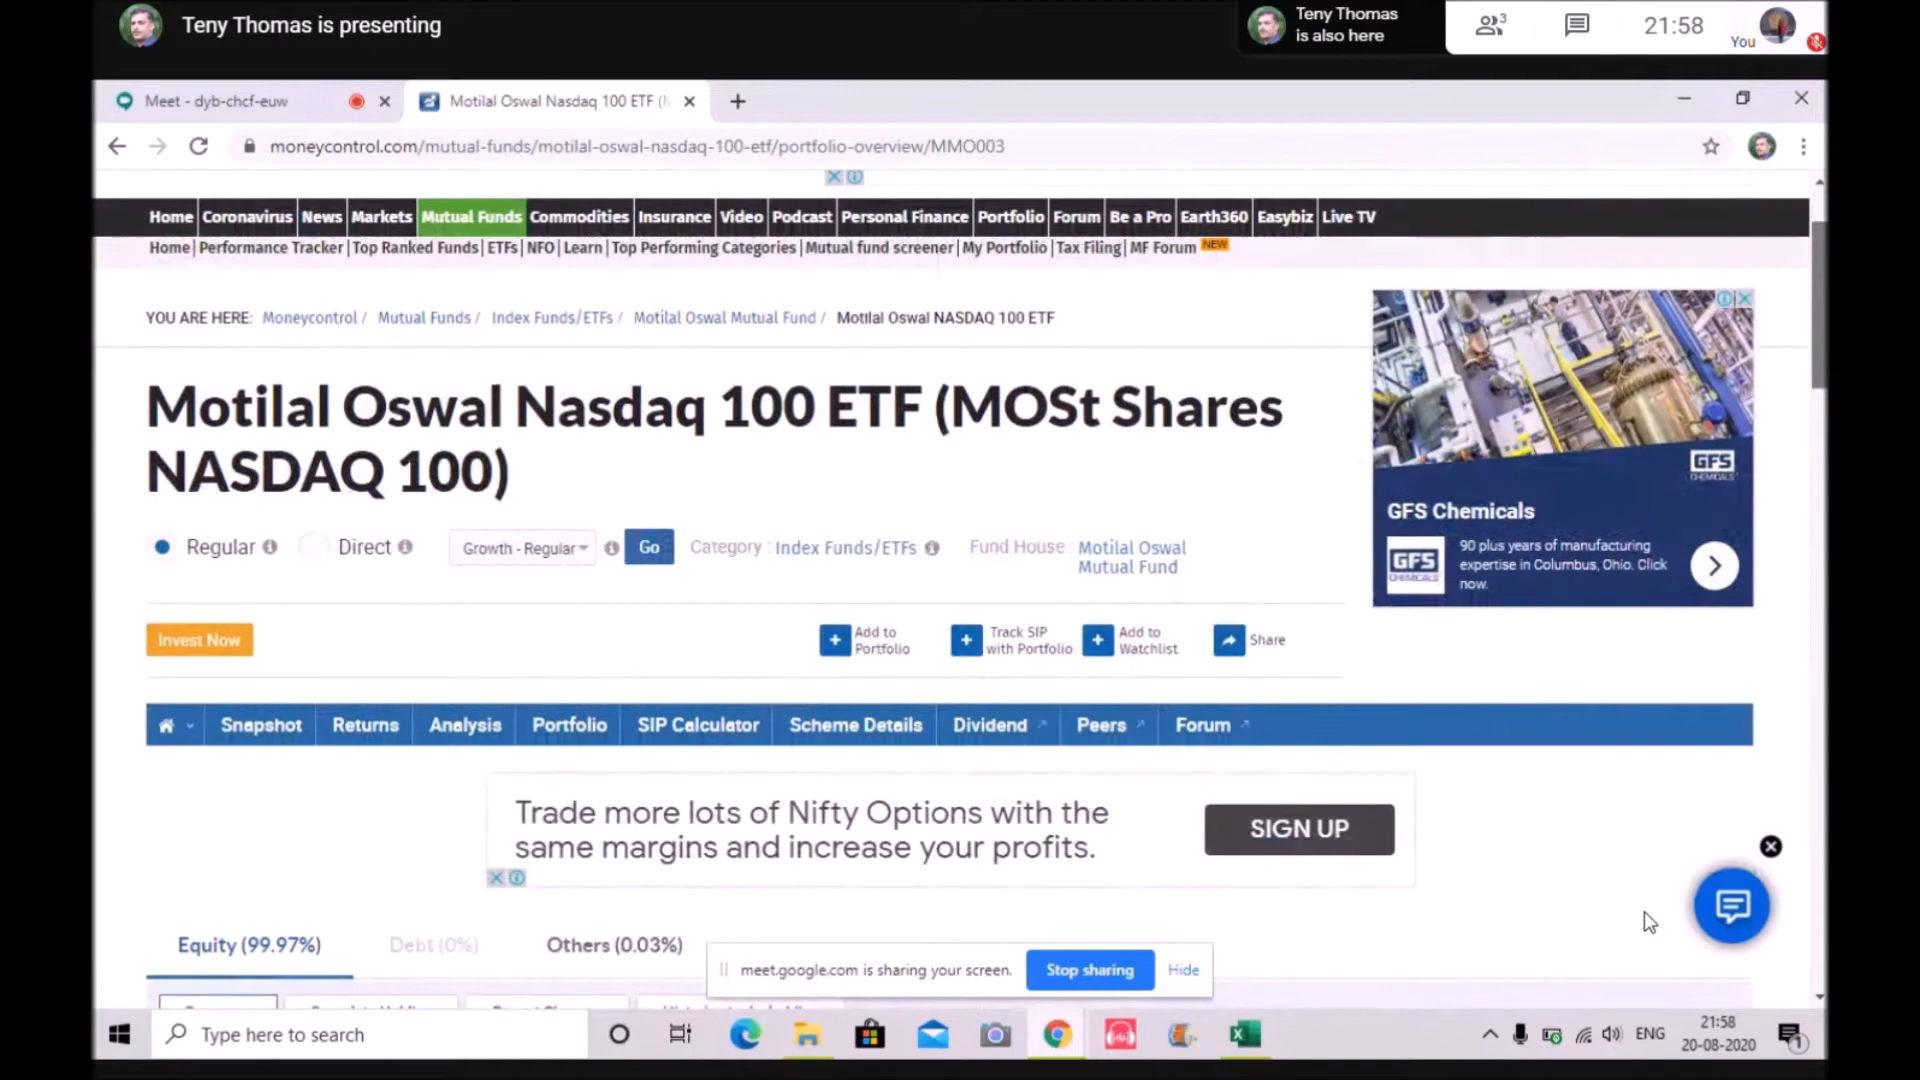 Teny Thomas is presenting
Teny Thomas
is also here
3
21:58
You
Meet - dyb-chcf-euw
Motilal Oswal Nasdaq 100 ETF (
moneycontrol.com/mutual-funds/motilal-oswal-nasdaq-100-etf/portfolio-overview/MMO003
Home Coronavirus News Markets Mutual Funds Commodities Insurance Video Podcast Personal Finance Portfolio Forum Be a Pro Earth360 Easybiz Live TV
Home | Performance Tracker | Top Ranked Funds | ETFs | NFO | Learn | Top Performing Categories | Mutual fund screener | My Portfolio | Tax Filing | MF Forum NEW
YOU ARE HERE: Moneycontrol / Mutual Funds / Index Funds/ETFs / Motilal Oswal Mutual Fund / Motilal Oswal NASDAQ 100 ETF
Motilal Oswal Nasdaq 100 ETF (MOSt Shares
NASDAQ 100)
GFS
CHEMICALS
GFS Chemicals
GFS
CHEMICALS
90 plus years of manufacturing
expertise in Columbus, Ohio. Click
now.
Regular Direct Growth - Regular Go Category : Index Funds/ETFs Fund House : Motilal Oswal
Mutual Fund
Invest Now
Add to
Portfolio
Track SIP
with Portfolio
Add to
Watchlist
Share
Snapshot Returns Analysis Portfolio SIP Calculator Scheme Details Dividend Peers Forum
Trade more lots of Nifty Options with the
same margins and increase your profits.
SIGN UP
Equity (99.97%) Debt (0%) Others (0.03%)
meet.google.com is sharing your screen. Stop sharing Hide
Type here to search
ENG
21:58
20-08-2020
1